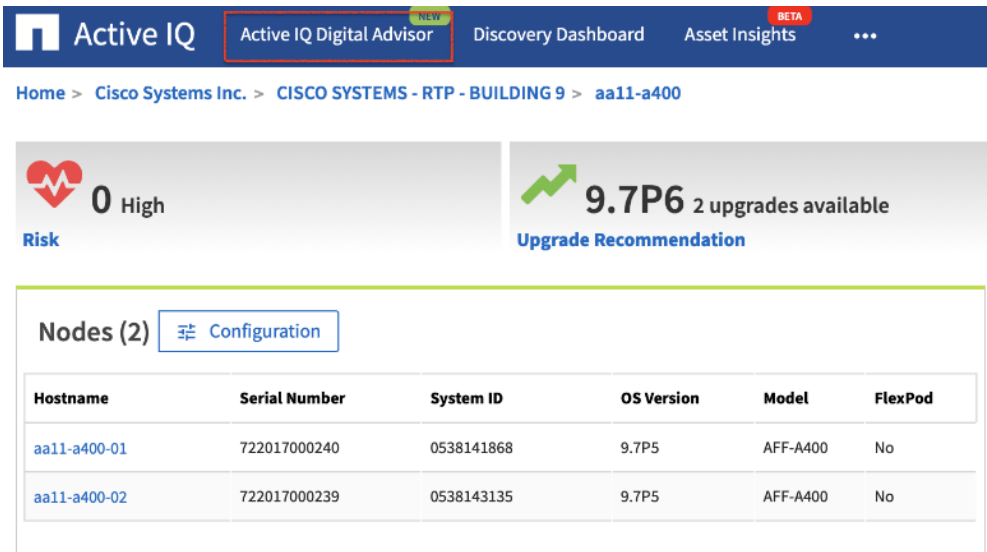 NEW
BETA
Active IQ Active IQ Digital Advisor Discovery Dashboard Asset Insights •••
Home > Cisco Systems Inc. > CISCO SYSTEMS - RTP - BUILDING 9 > aa11-a400
0 High
Risk
9.7P6 2 upgrades available
Upgrade Recommendation
Nodes (2) Configuration
Hostname Serial Number System ID OS Version Model FlexPod
aa11-a400-01 722017000240 0538141868 9.7P5 AFF-A400 No
aa11-a400-02 722017000239 0538143135 9.7P5 AFF-A400 No